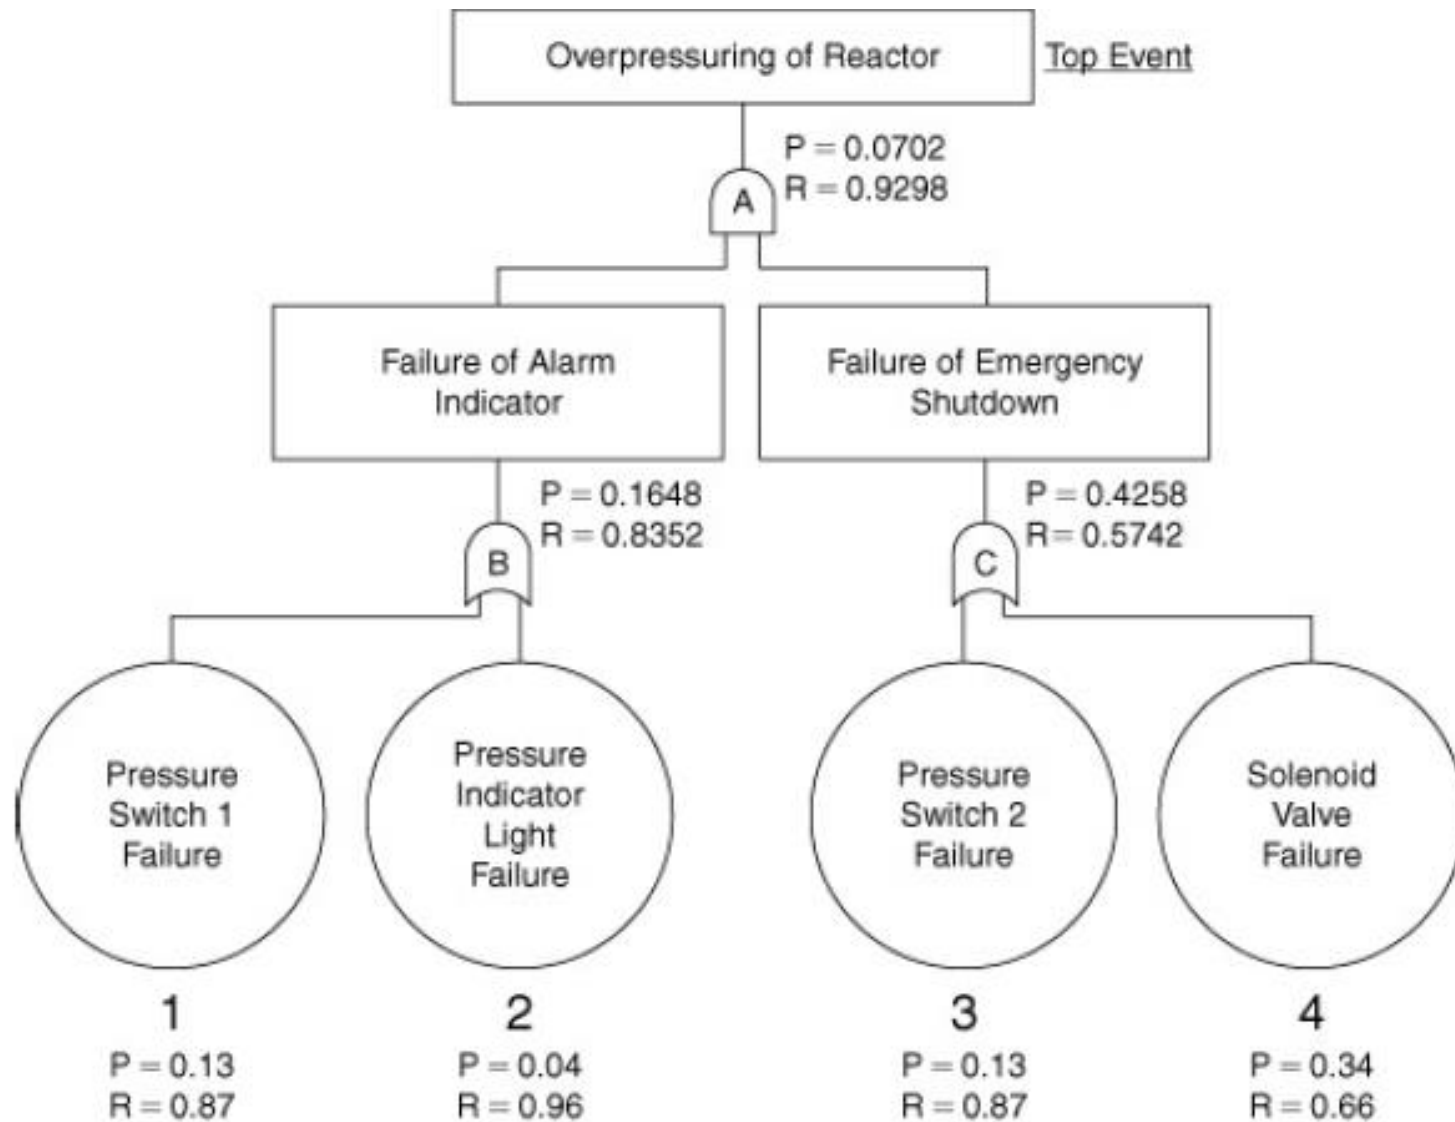 Overpressuring of Reactor
Top Event
P = 0.0702
R = 0.9298
A
Failure of Alarm
Indicator
Failure of Emergency
Shutdown
P = 0.1648
R = 0.8352
B
P = 0.4258
R = 0.5742
C
Pressure
Switch 1
Failure
Pressure
Indicator
Light
Failure
Pressure
Switch 2
Failure
Solenoid
Valve
Failure
1
P = 0.13
R = 0.87
2
P = 0.04
R = 0.96
3
P = 0.13
R = 0.87
4
P = 0.34
R = 0.66